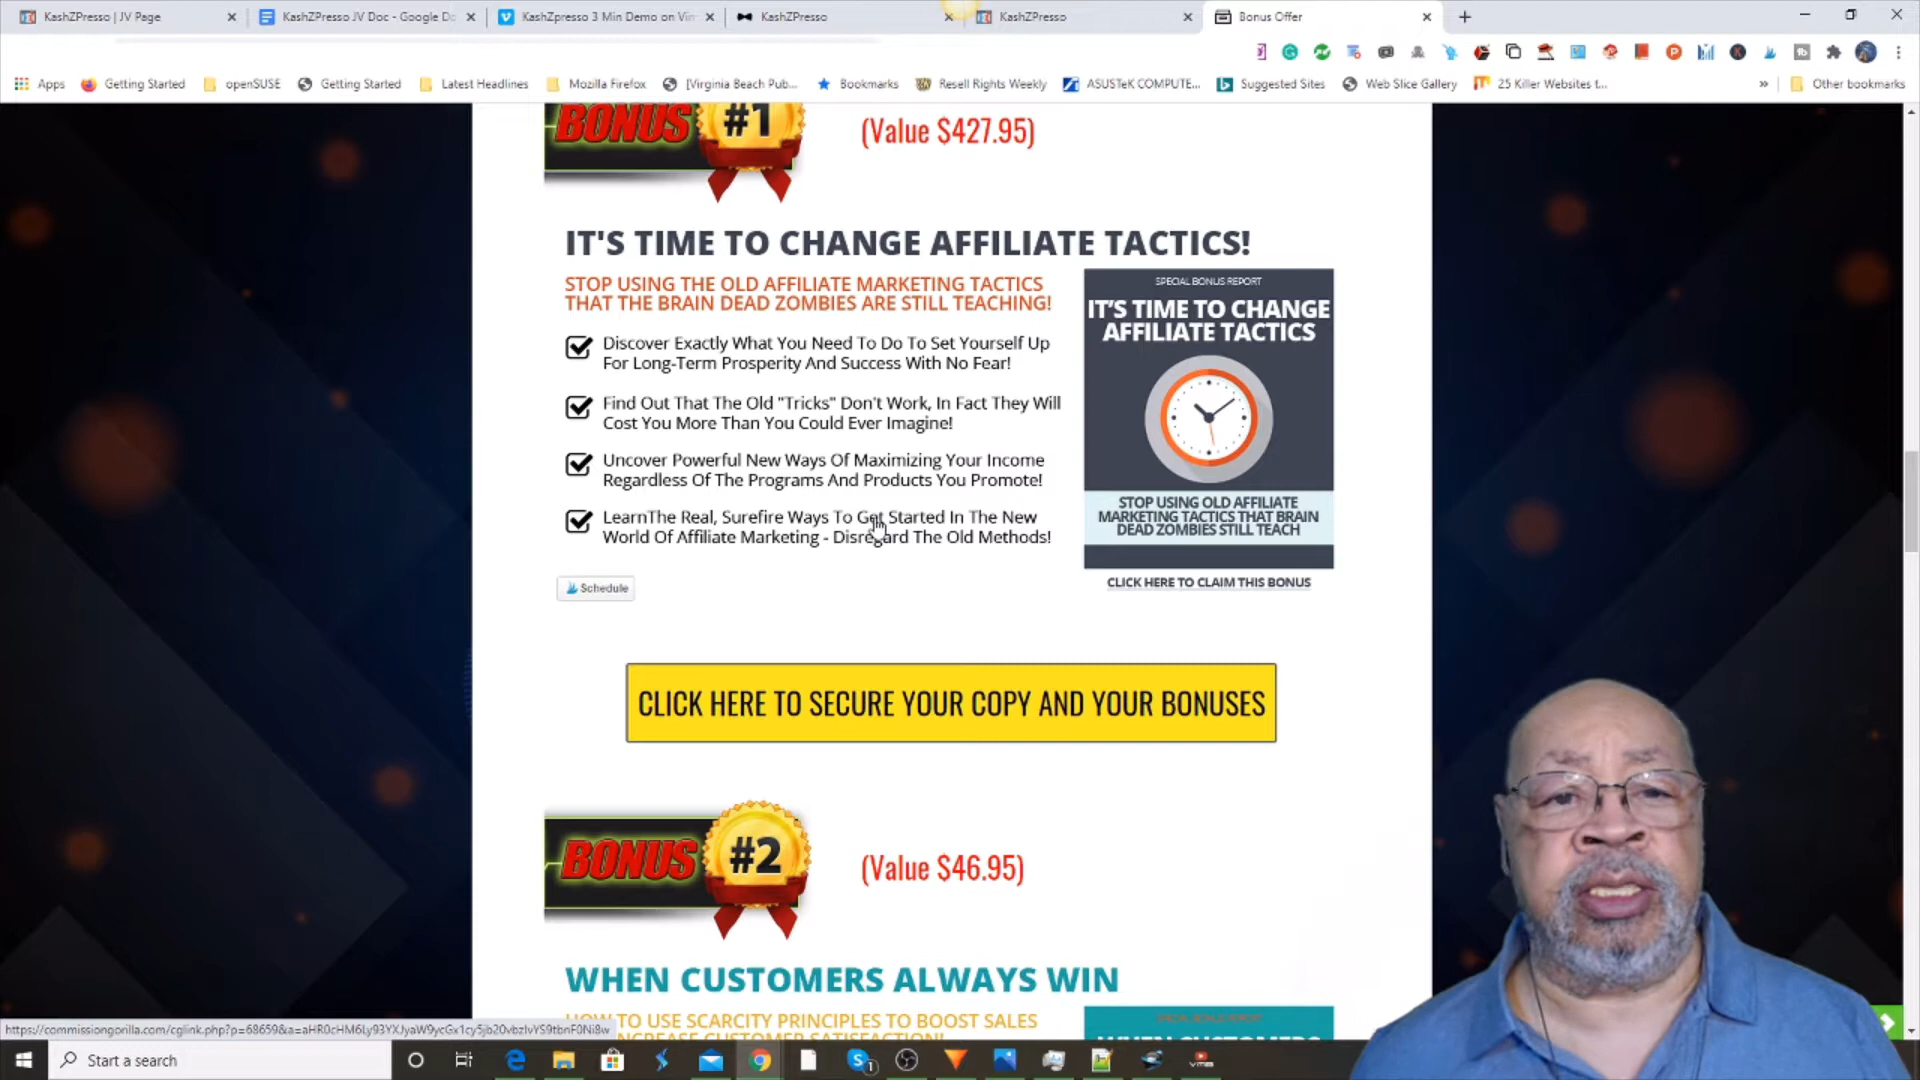 KashZPresso | JV Page
KashZPresso JV Doc - Google Do
KashZpresso 3 Min Demo on Vim
KashZPresso
KashZPresso
Bonus Offer
Apps
Getting Started
openSUSE
Getting Started
Latest Headlines
Mozilla Firefox
[Virginia Beach Pub...
Bookmarks
Resell Rights Weekly
ASUSTeK COMPUTE...
Suggested Sites
Web Slice Gallery
25 Killer Websites t...
»
Other bookmarks
BONUS #1
(Value $427.95)
IT'S TIME TO CHANGE AFFILIATE TACTICS!
STOP USING THE OLD AFFILIATE MARKETING TACTICS
THAT THE BRAIN DEAD ZOMBIES ARE STILL TEACHING!
Discover Exactly What You Need To Do To Set Yourself Up
For Long-Term Prosperity And Success With No Fear!
Find Out That The Old "Tricks" Don't Work, In Fact They Will
Cost You More Than You Could Ever Imagine!
Uncover Powerful New Ways Of Maximizing Your Income
Regardless Of The Programs And Products You Promote!
LearnThe Real, Surefire Ways To Get Started In The New
World Of Affiliate Marketing - Disregard The Old Methods!
SPECIAL BONUS REPORT
IT'S TIME TO CHANGE
AFFILIATE TACTICS
STOP USING OLD AFFILIATE
MARKETING TACTICS THAT BRAIN
DEAD ZOMBIES STILL TEACH
CLICK HERE TO CLAIM THIS BONUS
Schedule
CLICK HERE TO SECURE YOUR COPY AND YOUR BONUSES
BONUS #2
(Value $46.95)
WHEN CUSTOMERS ALWAYS WIN
HOW TO USE SCARCITY PRINCIPLES TO BOOST SALES
NCREASE CUSTOMER SATISFACTION!
SPECIAL BONUS REPORT
WHEN CUSTOMERS
Start a search